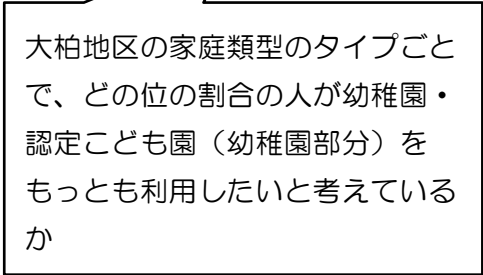 大柏地区の家庭類型のタイプごと
で、どの位の割合の人が幼稚園・
認定こども園（幼稚園部分）を
もっとも利用したいと考えている
か